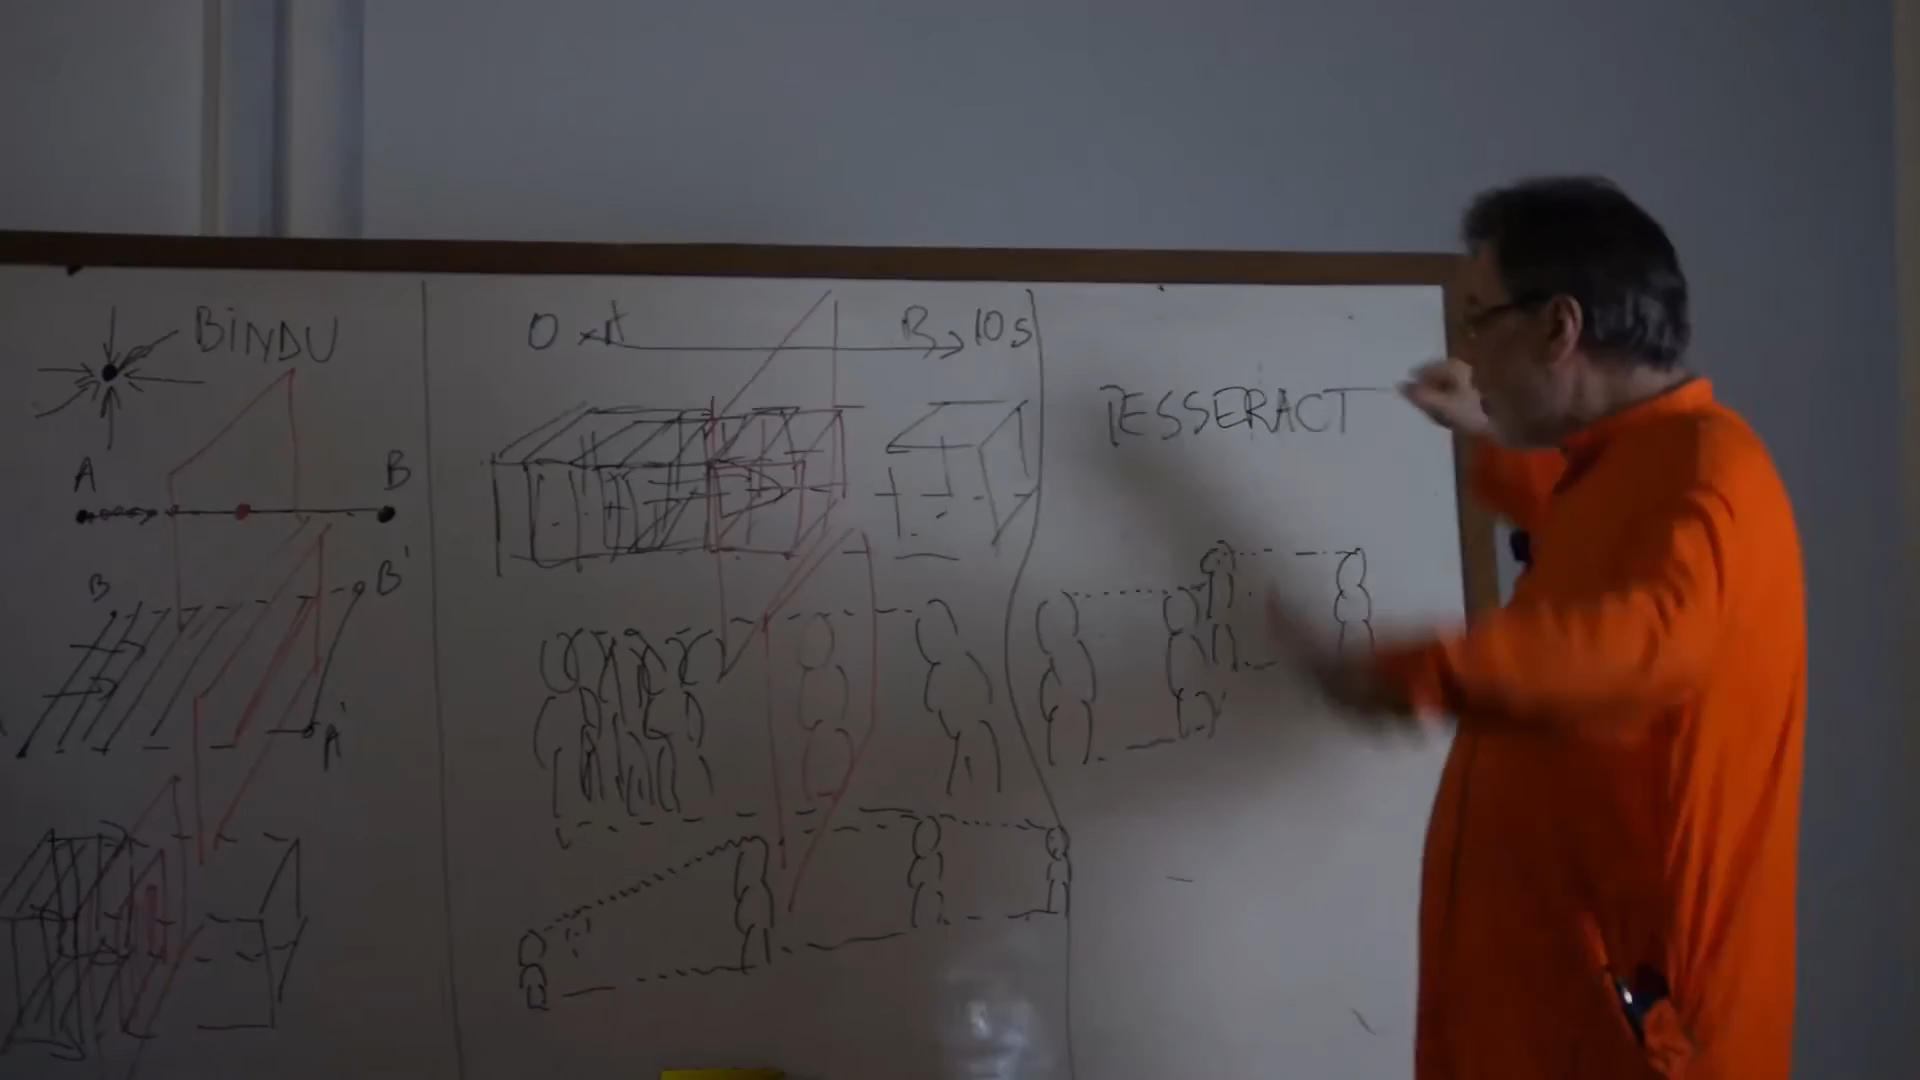 BINDU
A B
B B'
A'
0 A B 10s
TESSERACT